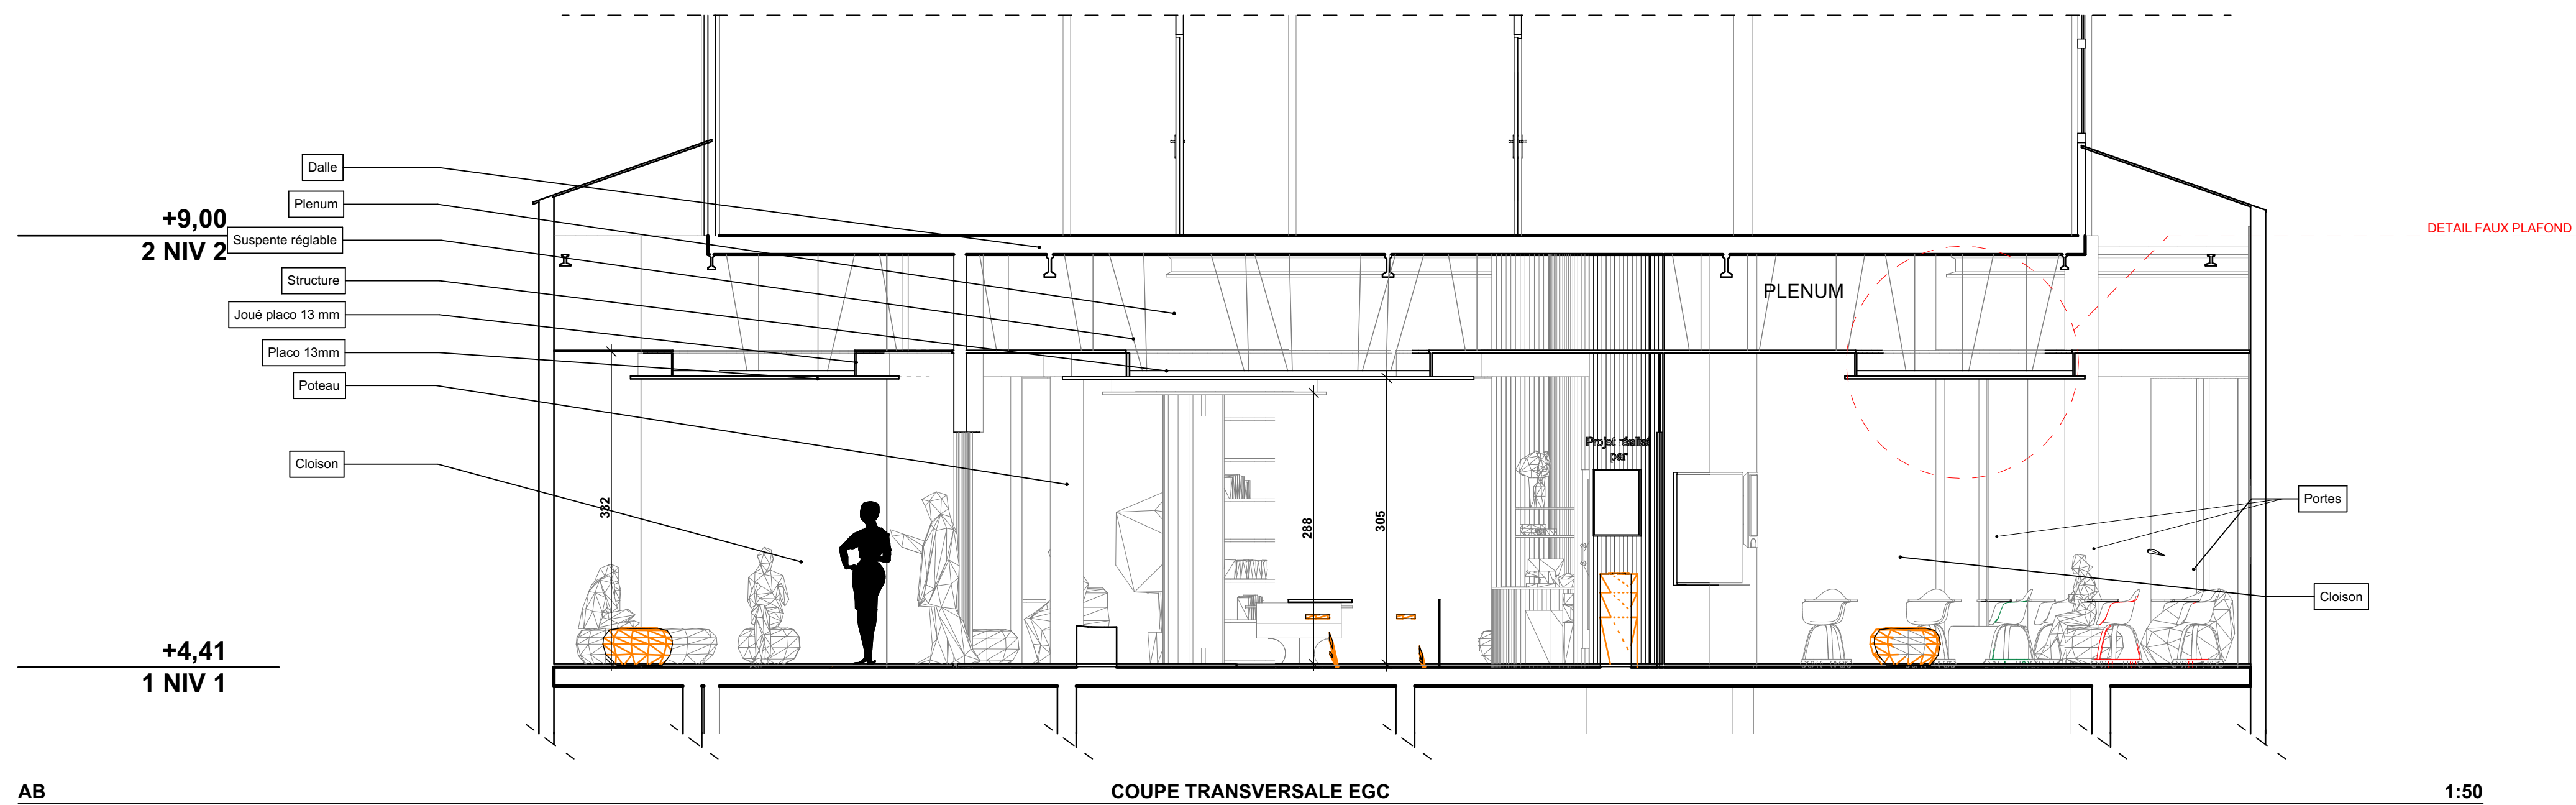 Dalle
Plenum
+9,00
2 NIV 2
Suspente réglable
DETAIL FAUX PLAFOND
Structure
PLENUM
Joué placo 13 mm
Placo 13mm
Poteau
Projet réalisé
par
Cloison
332
288
305
Portes
Cloison
+4,41
1 NIV 1
AB
COUPE TRANSVERSALE EGC
1:50